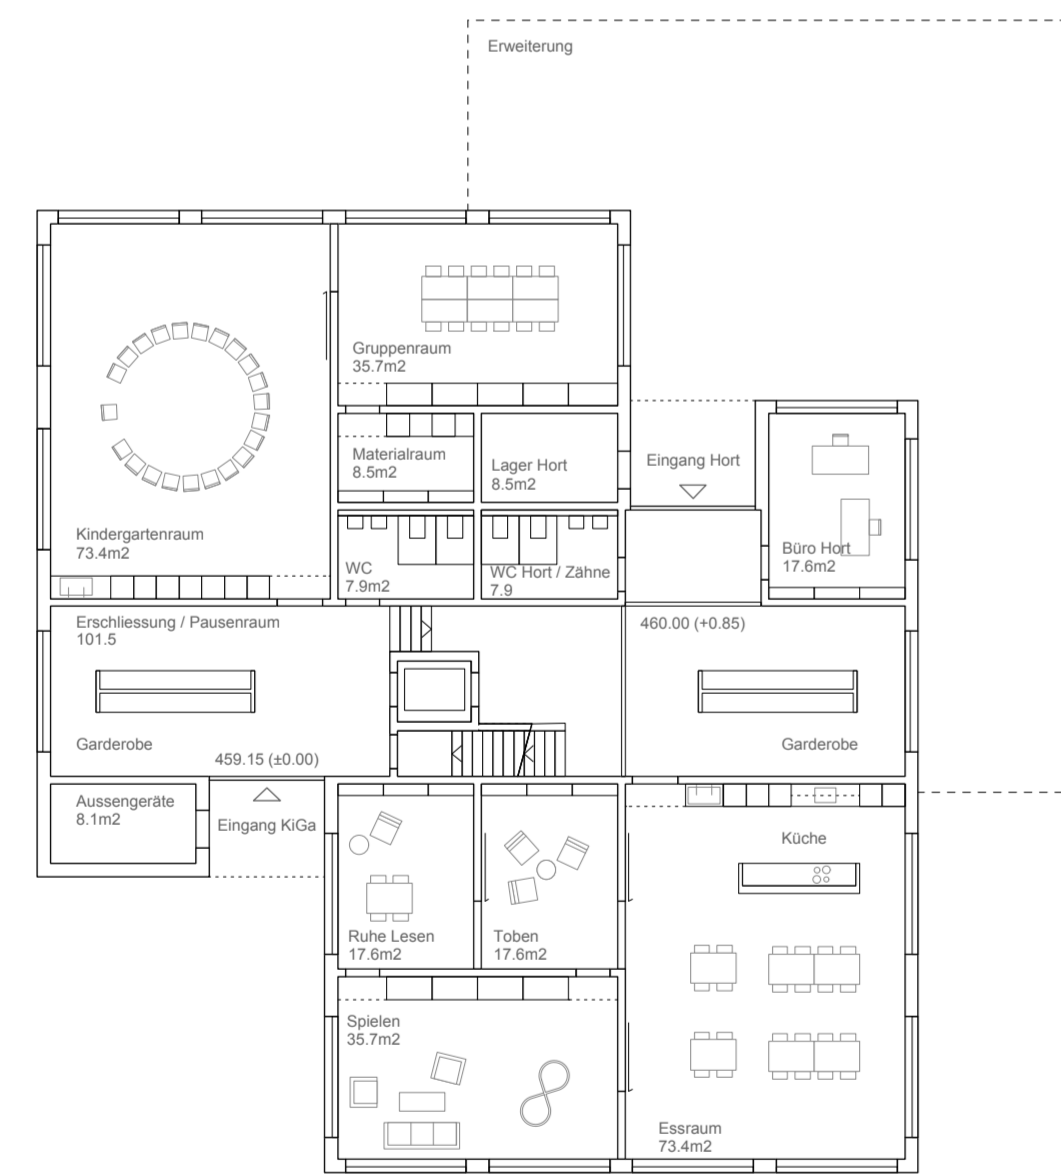 Erweiterung
Gruppenraum
35.7m2
Materialraum
8.5m2
Lager Hort
8.5m2
Eingang Hort
Kindergartenraum
73.4m2
WC
7.9m2
WC Hort / Zähne
7.9
Büro Hort
17.6m2
Erschliessung / Pausenraum
101.5
460.00 (+0.85)
Garderobe
459.15 (±0.00)
Garderobe
Aussengeräte
8.1m2
Eingang KiGa
Küche
Ruhe Lesen
17.6m2
Toben
17.6m2
Spielen
35.7m2
Essraum
73.4m2